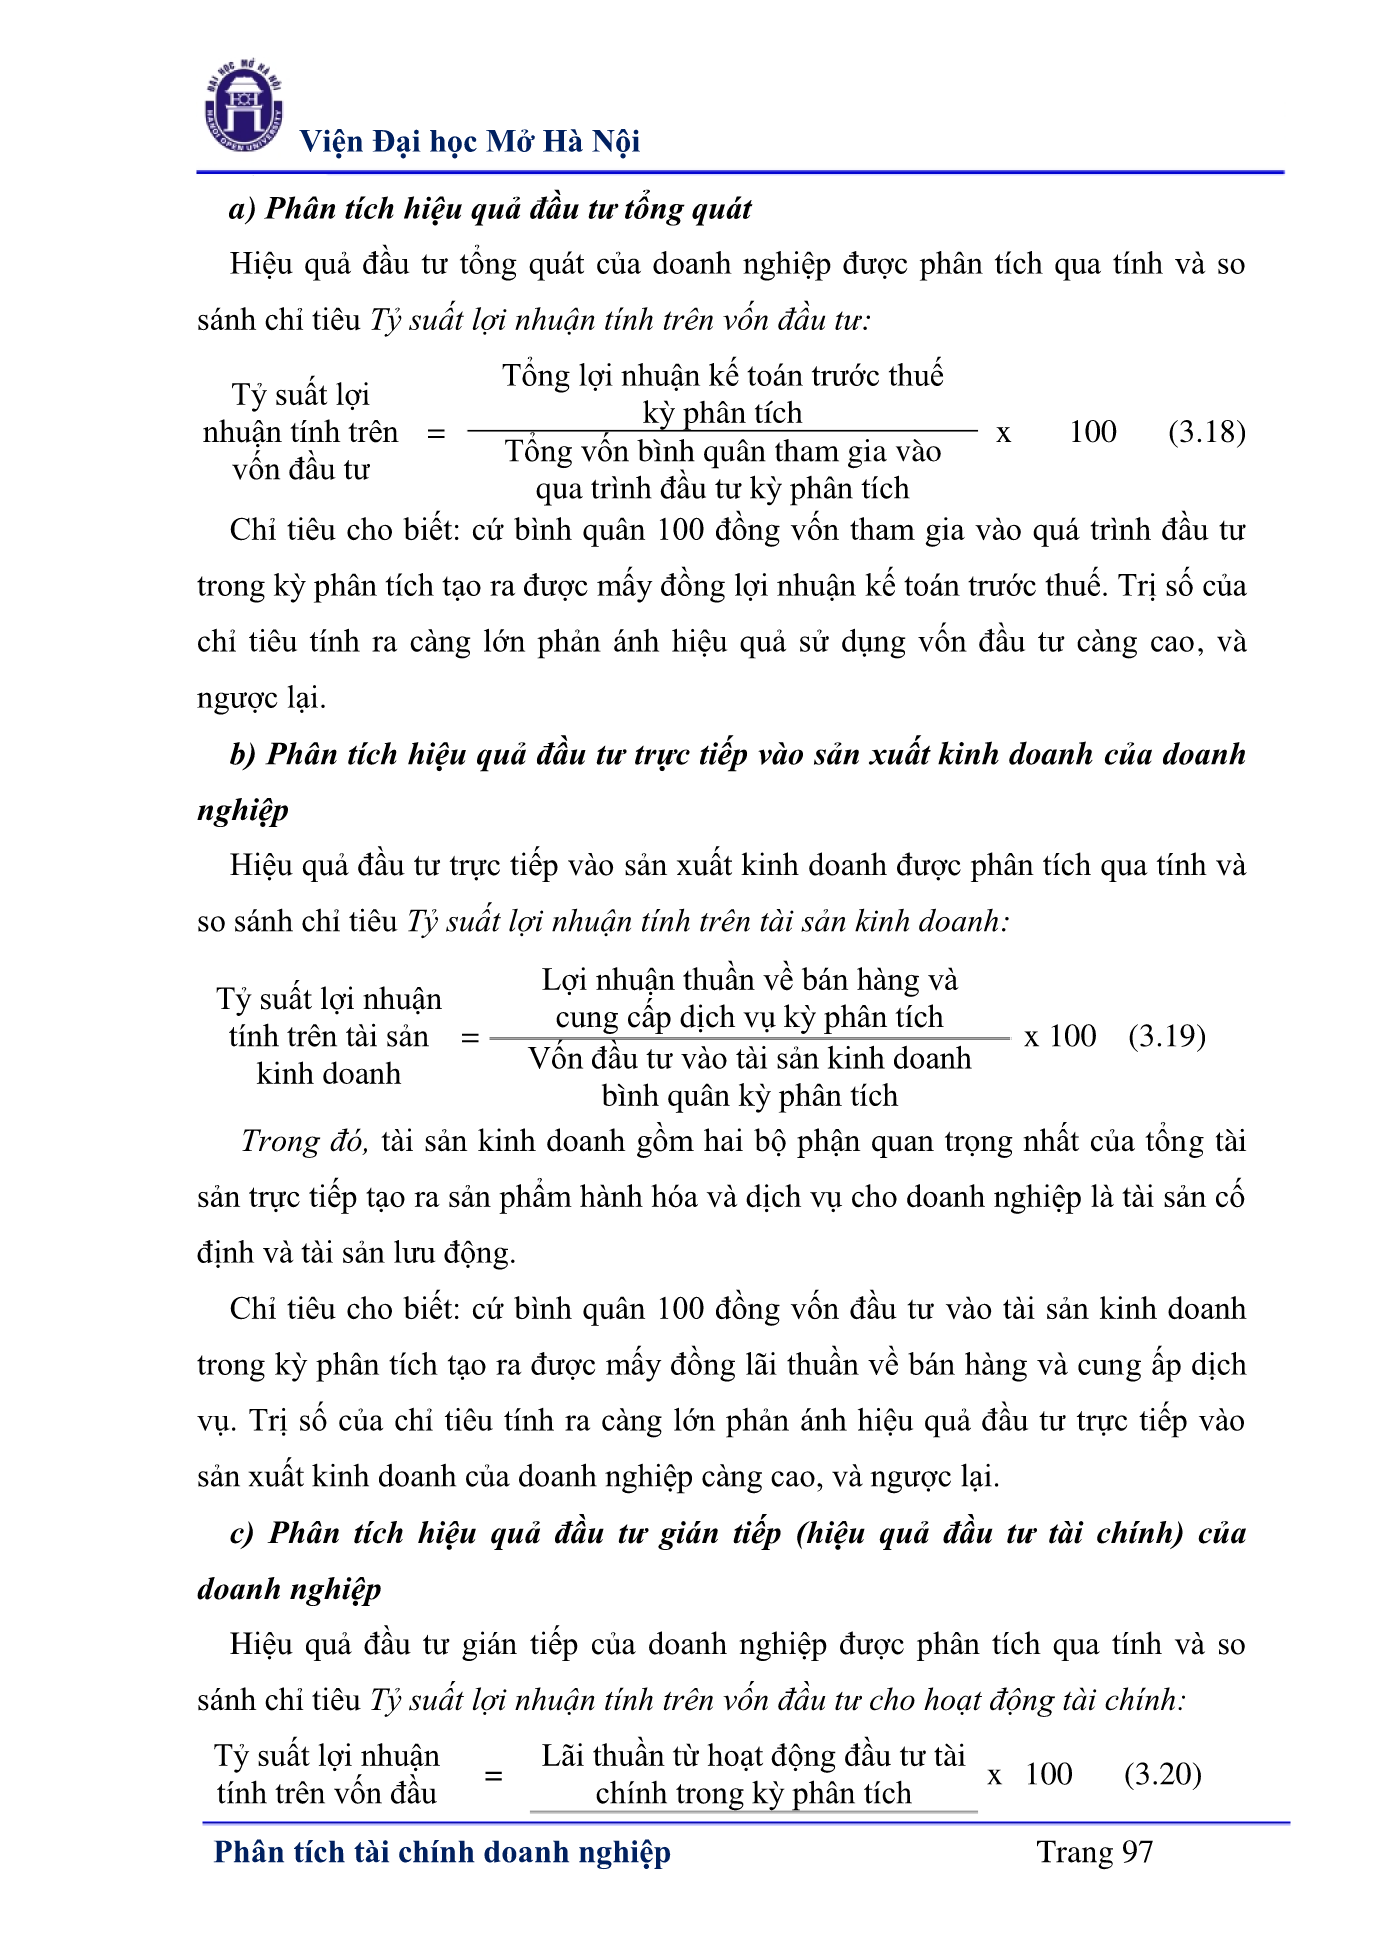 ĐẠI HỌC MỞ HÀ NỘI
HANOI OPEN UNIVERSITY
Viện Đại học Mở Hà Nội
a) Phân tích hiệu quả đầu tư tổng quát
Hiệu quả đầu tư tổng quát của doanh nghiệp được phân tích qua tính và so
sánh chỉ tiêu Tỷ suất lợi nhuận tính trên vốn đầu tư:
Tỷ suất lợi
nhuận tính trên
vốn đầu tư
=
Tổng lợi nhuận kế toán trước thuế
kỳ phân tích
Tổng vốn bình quân tham gia vào
qua trình đầu tư kỳ phân tích
x 100 (3.18)
Chỉ tiêu cho biết: cứ bình quân 100 đồng vốn tham gia vào quá trình đầu tư
trong kỳ phân tích tạo ra được mấy đồng lợi nhuận kế toán trước thuế. Trị số của
chỉ tiêu tính ra càng lớn phản ánh hiệu quả sử dụng vốn đầu tư càng cao, và
ngược lại.
b) Phân tích hiệu quả đầu tư trực tiếp vào sản xuất kinh doanh của doanh
nghiệp
Hiệu quả đầu tư trực tiếp vào sản xuất kinh doanh được phân tích qua tính và
so sánh chỉ tiêu Tỷ suất lợi nhuận tính trên tài sản kinh doanh:
Tỷ suất lợi nhuận
tính trên tài sản
kinh doanh
=
Lợi nhuận thuần về bán hàng và
cung cấp dịch vụ kỳ phân tích
Vốn đầu tư vào tài sản kinh doanh
bình quân kỳ phân tích
x 100 (3.19)
Trong đó, tài sản kinh doanh gồm hai bộ phận quan trọng nhất của tổng tài
sản trực tiếp tạo ra sản phẩm hành hóa và dịch vụ cho doanh nghiệp là tài sản cố
định và tài sản lưu động.
Chỉ tiêu cho biết: cứ bình quân 100 đồng vốn đầu tư vào tài sản kinh doanh
trong kỳ phân tích tạo ra được mấy đồng lãi thuần về bán hàng và cung ấp dịch
vụ. Trị số của chỉ tiêu tính ra càng lớn phản ánh hiệu quả đầu tư trực tiếp vào
sản xuất kinh doanh của doanh nghiệp càng cao, và ngược lại.
c) Phân tích hiệu quả đầu tư gián tiếp (hiệu quả đầu tư tài chính) của
doanh nghiệp
Hiệu quả đầu tư gián tiếp của doanh nghiệp được phân tích qua tính và so
sánh chỉ tiêu Tỷ suất lợi nhuận tính trên vốn đầu tư cho hoạt động tài chính:
Tỷ suất lợi nhuận
tính trên vốn đầu
=
Lãi thuần từ hoạt động đầu tư tài
chính trong kỳ phân tích
x 100 (3.20)
Phân tích tài chính doanh nghiệp Trang 97